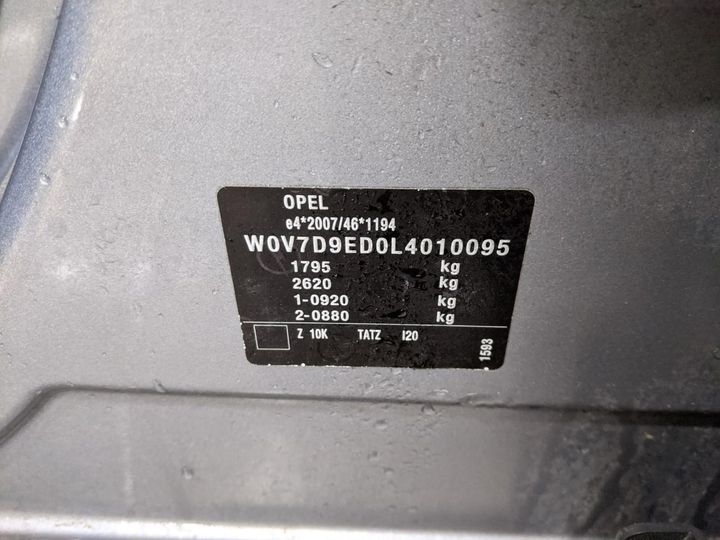 OPEL
e4*2007/46*1194
W0V7D9ED0L4010095
1795 kg
2620 kg
1-0920 kg
2-0880 kg
Z 10K TATZ I20
1593